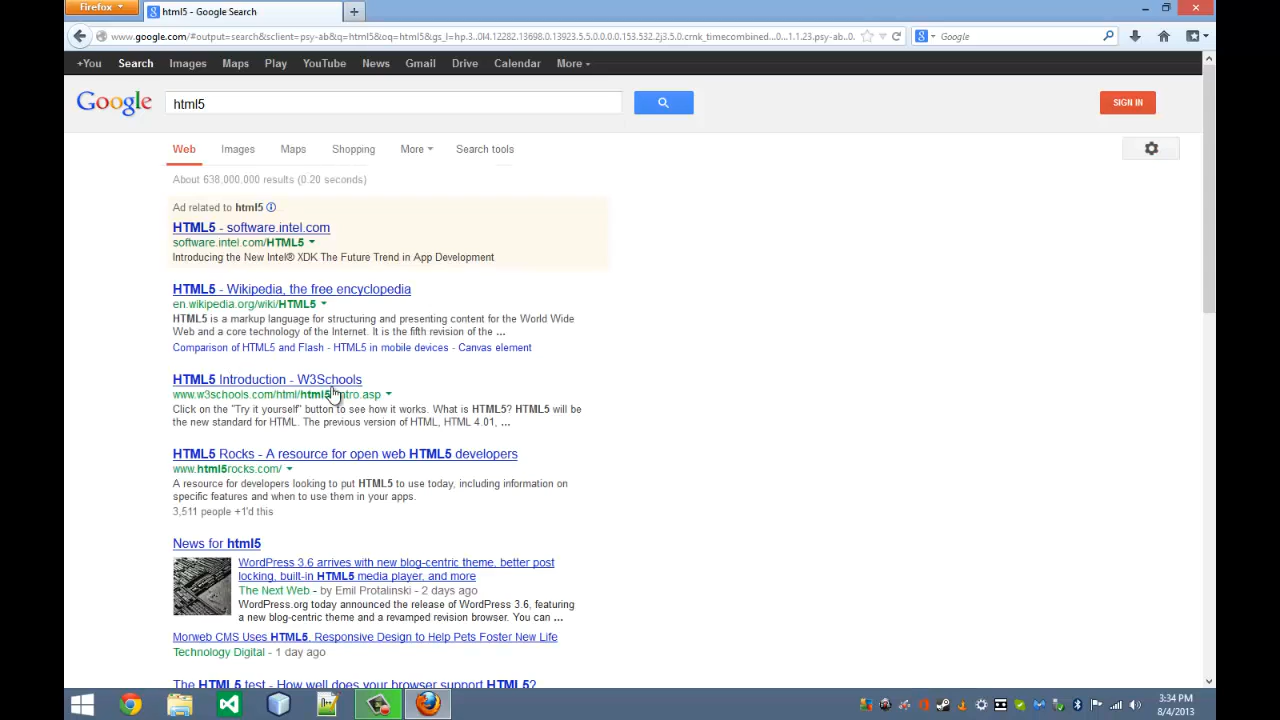 Firefox
html5 - Google Search
www.google.com/#output=search&sclient=psy-ab&q=html5&oq=html5&gs_l=hp.3..0l4.12282.13698.0.13923.5.5.0.0.0.0.153.532.2j3.5.0.cmk_timecombined...0...1.1.23.psy-ab..0.
Google
+You Search Images Maps Play YouTube News Gmail Drive Calendar More
Google
html5
SIGN IN
Web Images Maps Shopping More Search tools
About 638,000,000 results (0.20 seconds)
Ad related to html5
HTML5 - software.intel.com
software.intel.com/HTML5
Introducing the New Intel® XDK The Future Trend in App Development
HTML5 - Wikipedia, the free encyclopedia
en.wikipedia.org/wiki/HTML5
HTML5 is a markup language for structuring and presenting content for the World Wide
Web and a core technology of the Internet. It is the fifth revision of the ...
Comparison of HTML5 and Flash - HTML5 in mobile devices - Canvas element
HTML5 Introduction - W3Schools
www.w3schools.com/html/html5_intro.asp
Click on the "Try it yourself" button to see how it works. What is HTML5? HTML5 will be
the new standard for HTML. The previous version of HTML, HTML 4.01, ...
HTML5 Rocks - A resource for open web HTML5 developers
www.html5rocks.com/
A resource for developers looking to put HTML5 to use today, including information on
specific features and when to use them in your apps.
3,511 people +1'd this
News for html5
WordPress 3.6 arrives with new blog-centric theme, better post
locking, built-in HTML5 media player, and more
The Next Web - by Emil Protalinski - 2 days ago
WordPress.org today announced the release of WordPress 3.6, featuring
a new blog-centric theme and a revamped revision browser. You can ...
Morweb CMS Uses HTML5, Responsive Design to Help Pets Foster New Life
Technology Digital - 1 day ago
The HTML5 test - How well does your browser support HTML5?
3:34 PM
8/4/2013